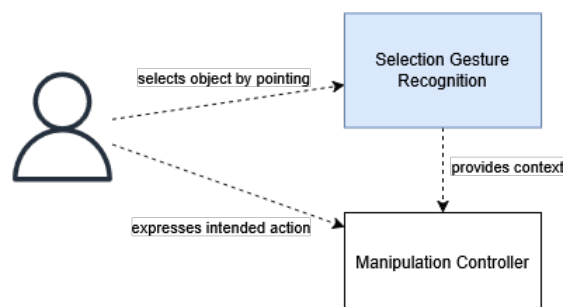 Selection Gesture
Recognition
selects object by pointing
provides context
expresses intended action
Manipulation Controller